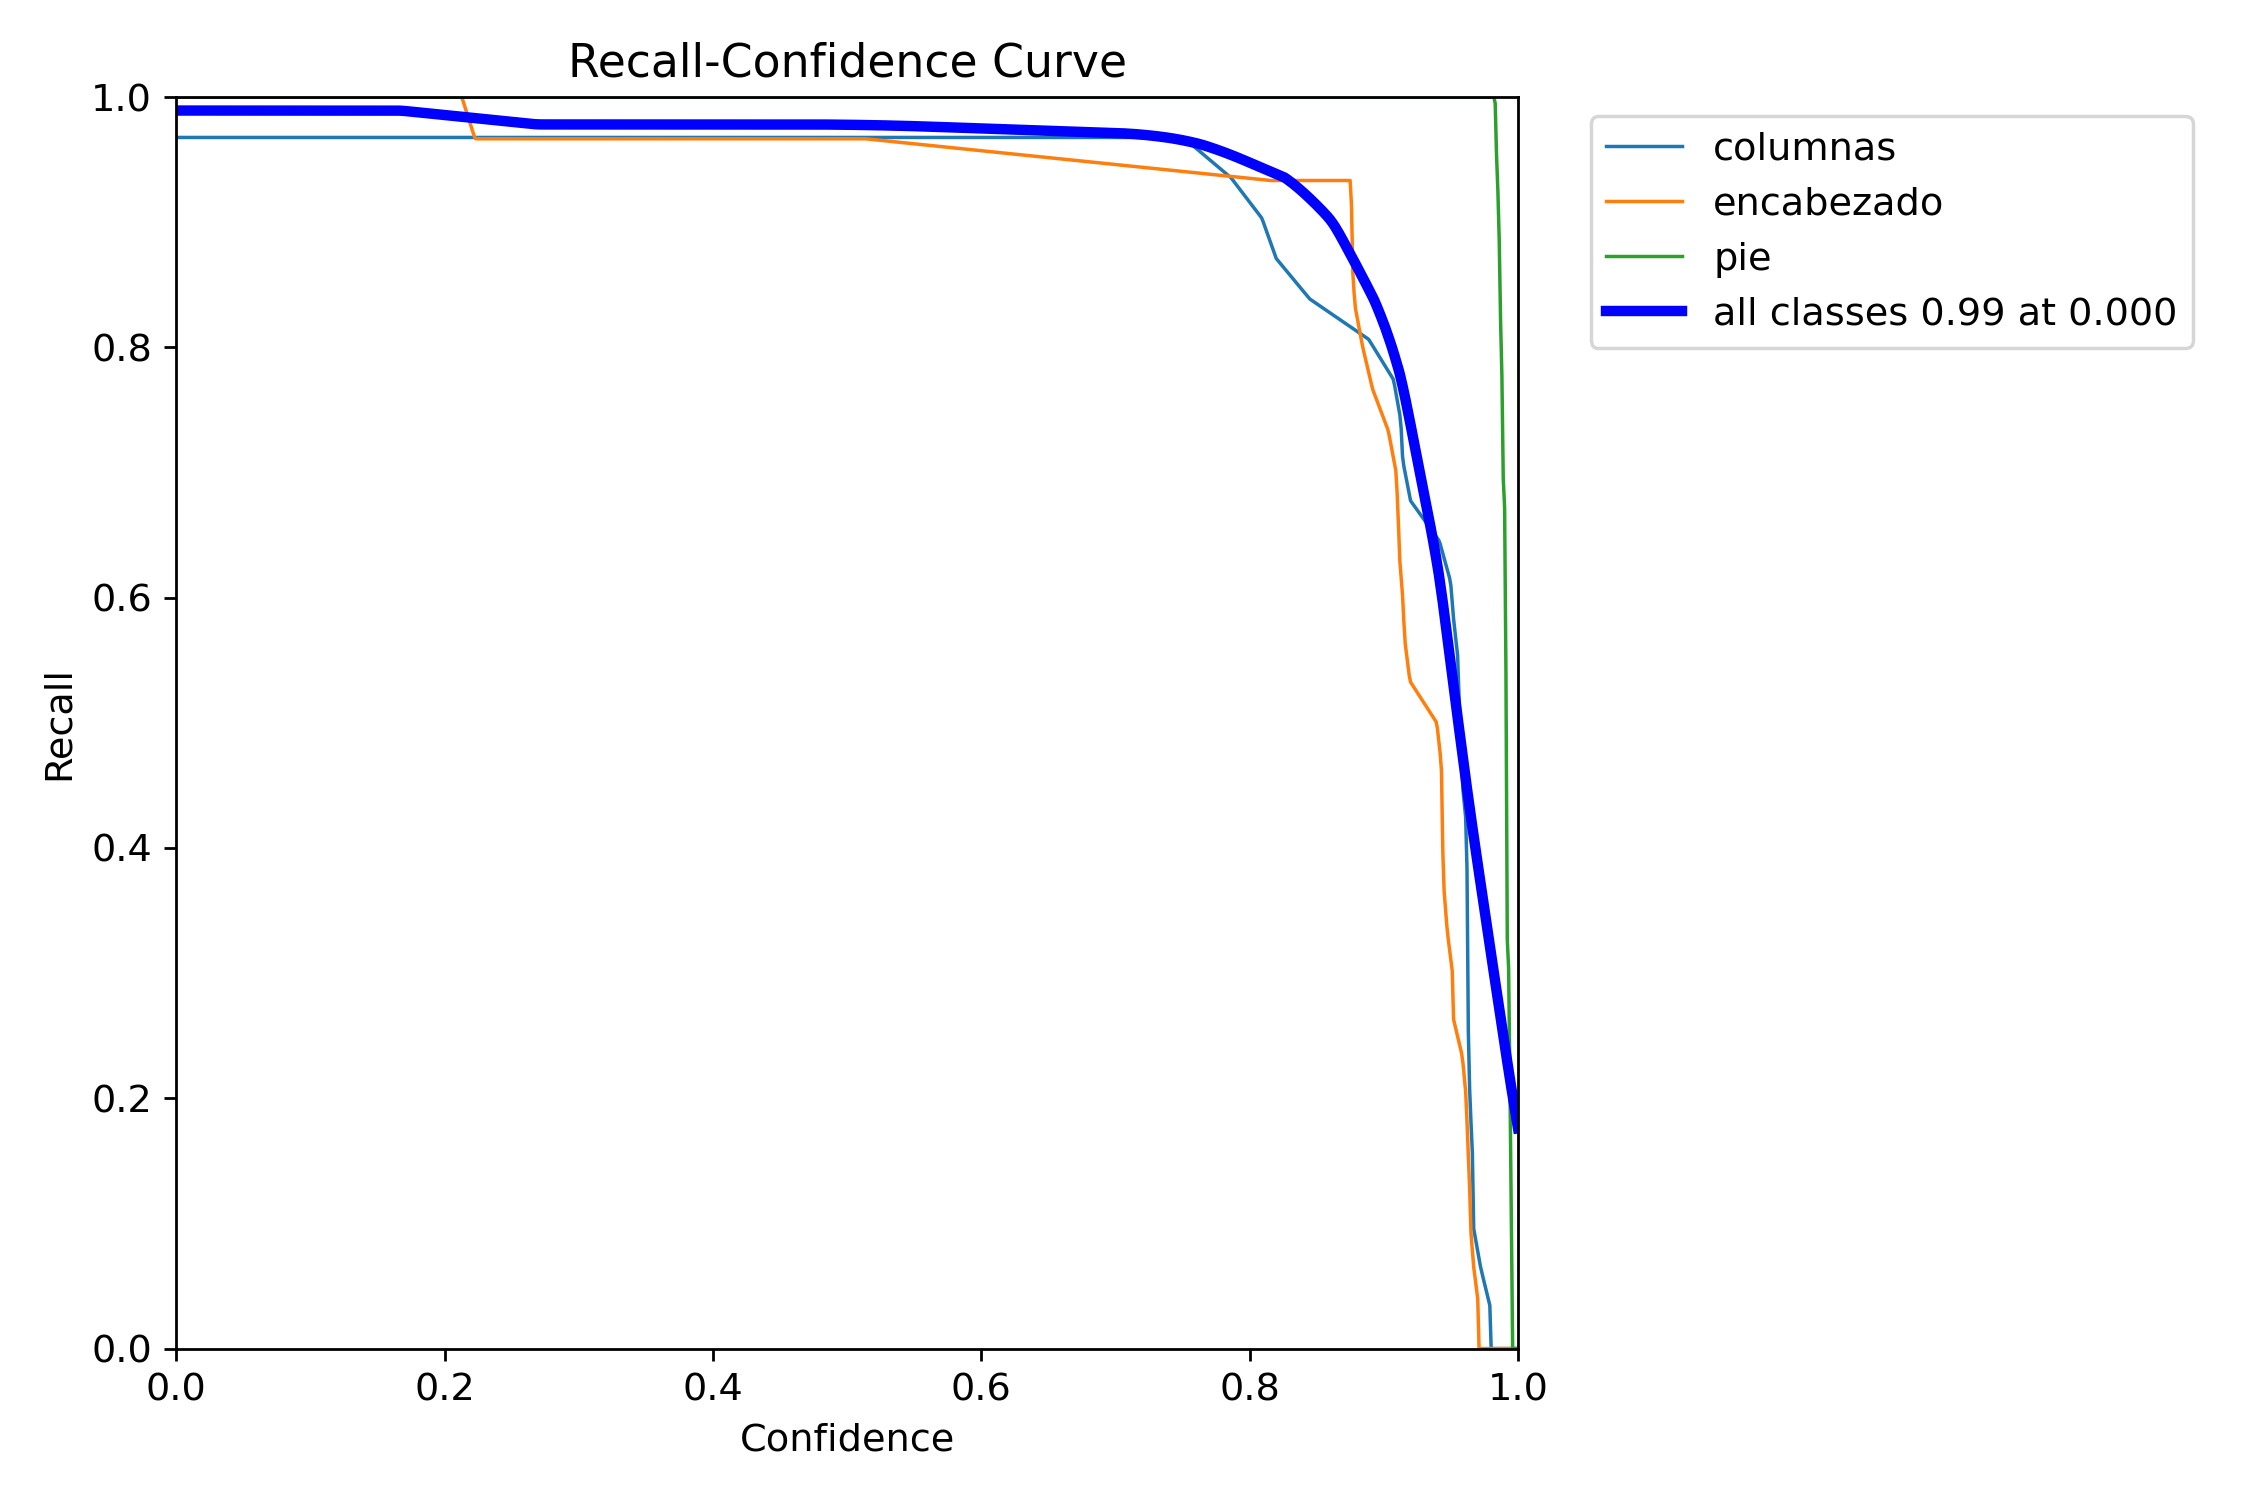 Recall-Confidence Curve
1.0
0.8
0.6
0.4
0.2
0.0
Recall
0.0 0.2 0.4 0.6 0.8 1.0
Confidence
columnas
encabezado
pie
all classes 0.99 at 0.000